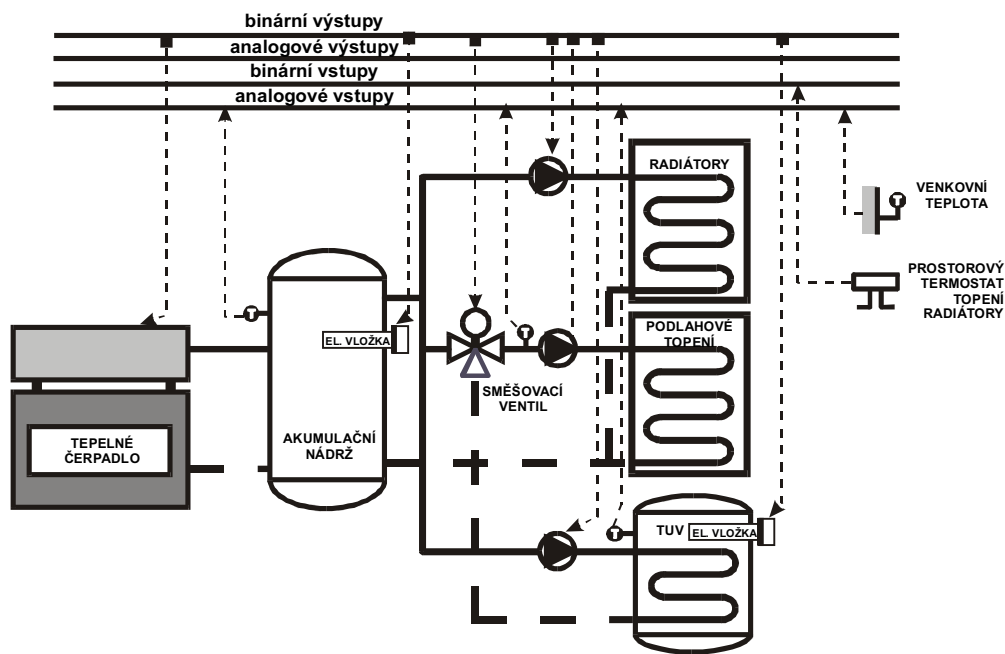 binární výstupy
analogové výstupy
binární vstupy
analogové vstupy
RADIÁTORY
VENKOVNÍ
TEPLOTA
T
PROSTOROVÝ
TERMOSTAT
TOPENÍ
RADIÁTORY
T
EL. VLOŽKA
T
PODLAHOVÉ
TOPENÍ
SMĚŠOVACÍ
VENTIL
TEPELNÉ
ČERPADLO
AKUMULAČNÍ
NÁDRŽ
T
TUV
EL. VLOŽKA